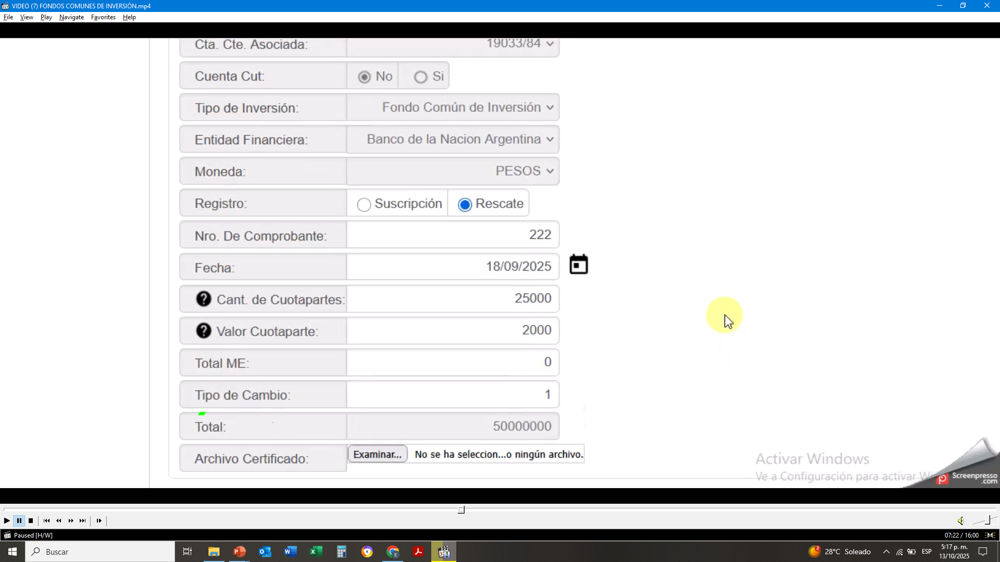 VIDEO (7) FONDOS COMUNES DE INVERSIÓN.mp4
File View Play Navigate Favorites Help
Cta. Cte. Asociada: 19033/84
Cuenta Cut: No Si
Tipo de Inversión: Fondo Común de Inversión
Entidad Financiera: Banco de la Nacion Argentina
Moneda: PESOS
Registro: Suscripción Rescate
Nro. De Comprobante: 222
Fecha: 18/09/2025
? Cant. de Cuotapartes: 25000
? Valor Cuotaparte: 2000
Total ME: 0
Tipo de Cambio: 1
Total: 50000000
Archivo Certificado: Examinar... No se ha seleccion...o ningún archivo.
Activar Windows
Ve a Configuración para activar
Screenpresso
.com
Paused [H/W]
07:22 / 16:00
Buscar
2
28°C Soleado
ESP
5:17 p. m.
13/10/2025